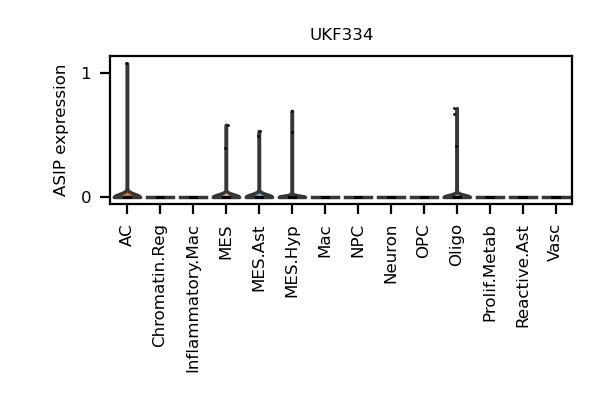 UKF334
ASIP expression
1
0
AC
Chromatin.Reg
Inflammatory.Mac
MES
MES.Ast
MES.Hyp
Mac
NPC
Neuron
OPC
Oligo
Prolif.Metab
Reactive.Ast
Vasc